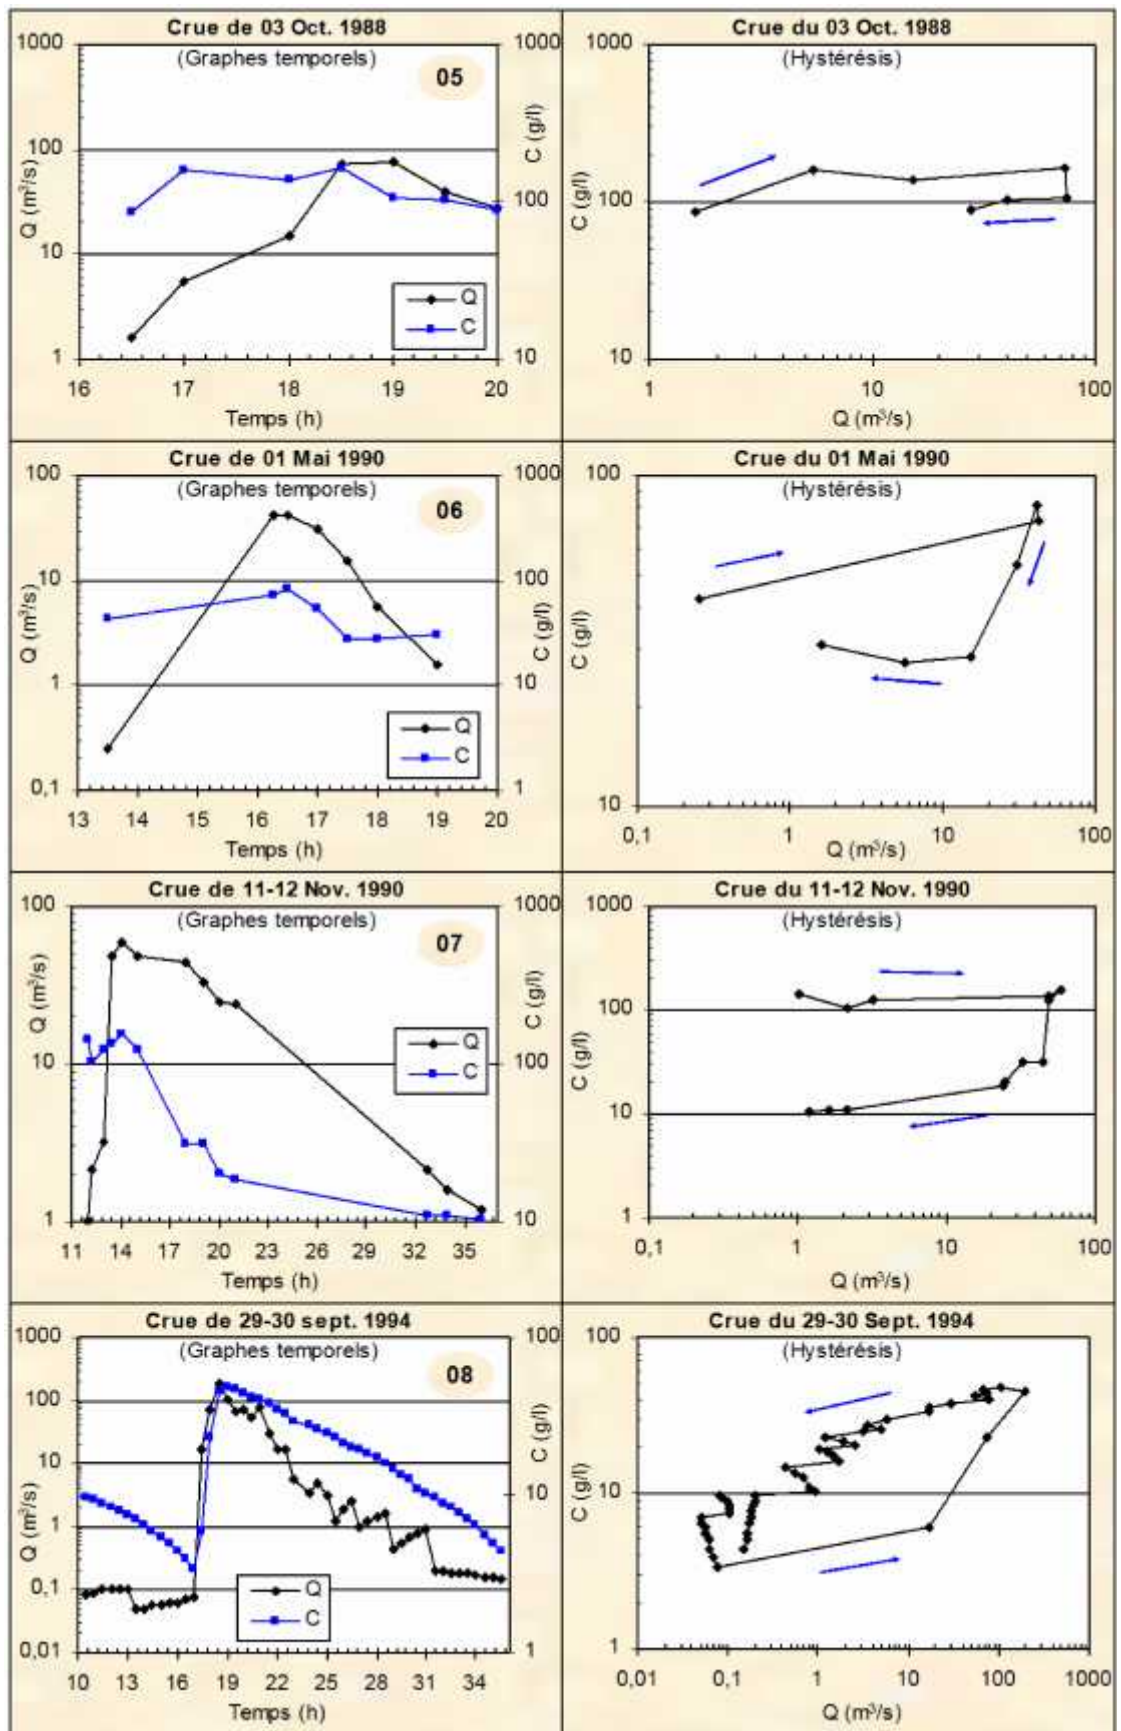 Crue de 03 Oct. 1988
(Graphes temporels)
05
1000
100
10
1
Q (m³/s)
1000
100
10
C (g/l)
Q
C
16 17 18 19 20
Temps (h)
Crue du 03 Oct. 1988
(Hystérésis)
1000
100
10
C (g/l)
1 10 100
Q (m³/s)
Crue de 01 Mai 1990
(Graphes temporels)
06
100
10
1
0,1
Q (m³/s)
1000
100
10
1
C (g/l)
Q
C
13 14 15 16 17 18 19 20
Temps (h)
Crue du 01 Mai 1990
(Hystérésis)
100
10
C (g/l)
0,1 1 10 100
Q (m³/s)
Crue de 11-12 Nov. 1990
(Graphes temporels)
07
100
10
1
Q (m³/s)
1000
100
10
C (g/l)
Q
C
11 14 17 20 23 26 29 32 35
Temps (h)
Crue du 11-12 Nov. 1990
(Hystérésis)
1000
100
10
1
C (g/l)
0,1 1 10 100
Q (m³/s)
Crue de 29-30 sept. 1994
(Graphes temporels)
08
1000
100
10
1
0,1
0,01
Q (m³/s)
100
10
1
C (g/l)
Q
C
10 13 16 19 22 25 28 31 34
Temps (h)
Crue du 29-30 Sept. 1994
(Hystérésis)
100
10
1
C (g/l)
0,01 0,1 1 10 100 1000
Q (m³/s)